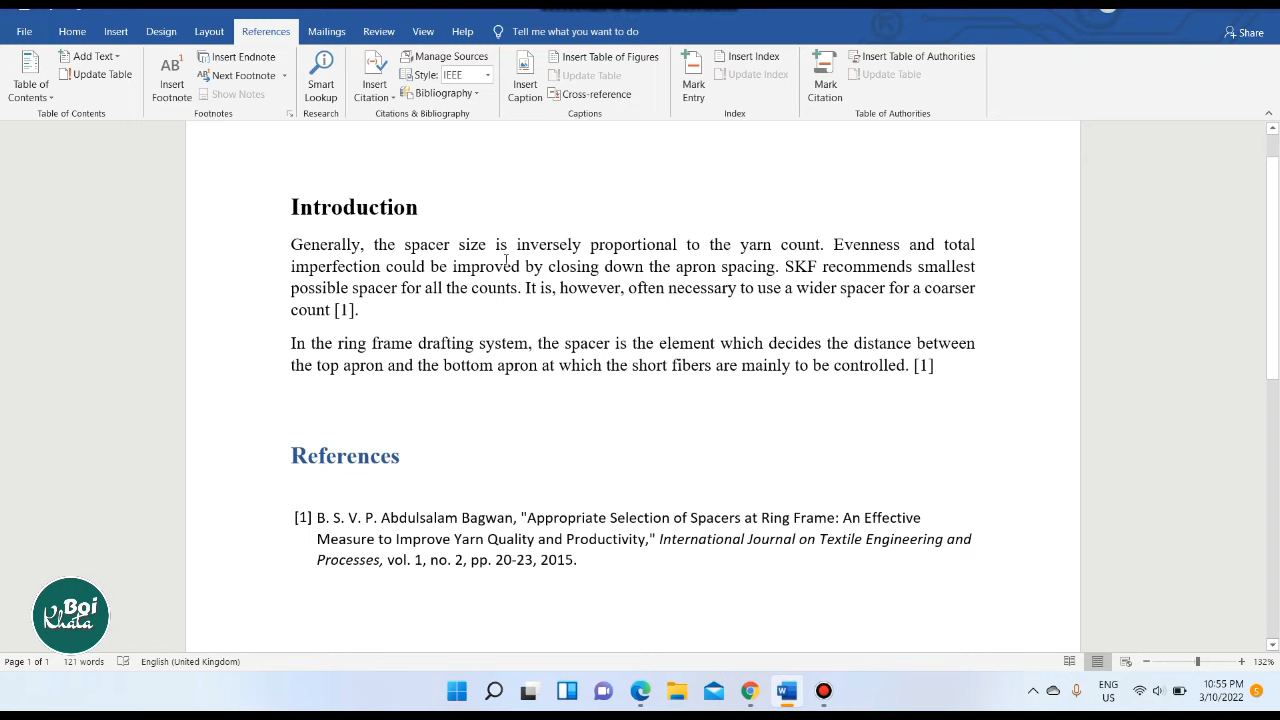 File Home Insert Design Layout References Mailings Review View Help Tell me what you want to do Share
Table of Contents Add Text Update Table
AB¹ Insert Footnote Insert Endnote Next Footnote Show Notes
Smart Lookup
Insert Citation Manage Sources Style: IEEE Bibliography
Insert Caption Insert Table of Figures Update Table Cross-reference
Mark Entry Insert Index Update Index
Mark Citation Insert Table of Authorities Update Table
Table of Contents Footnotes Research Citations & Bibliography Captions Index Table of Authorities
Introduction
Generally, the spacer size is inversely proportional to the yarn count. Evenness and total
imperfection could be improved by closing down the apron spacing. SKF recommends smallest
possible spacer for all the counts. It is, however, often necessary to use a wider spacer for a coarser
count [1].
In the ring frame drafting system, the spacer is the element which decides the distance between
the top apron and the bottom apron at which the short fibers are mainly to be controlled. [1]
References
[1] B. S. V. P. Abdulsalam Bagwan, "Appropriate Selection of Spacers at Ring Frame: An Effective
Measure to Improve Yarn Quality and Productivity," International Journal on Textile Engineering and
Processes, vol. 1, no. 2, pp. 20-23, 2015.
Boi
Khata
Page 1 of 1 121 words English (United Kingdom) 132%
ENG
US
10:55 PM
3/10/2022
5